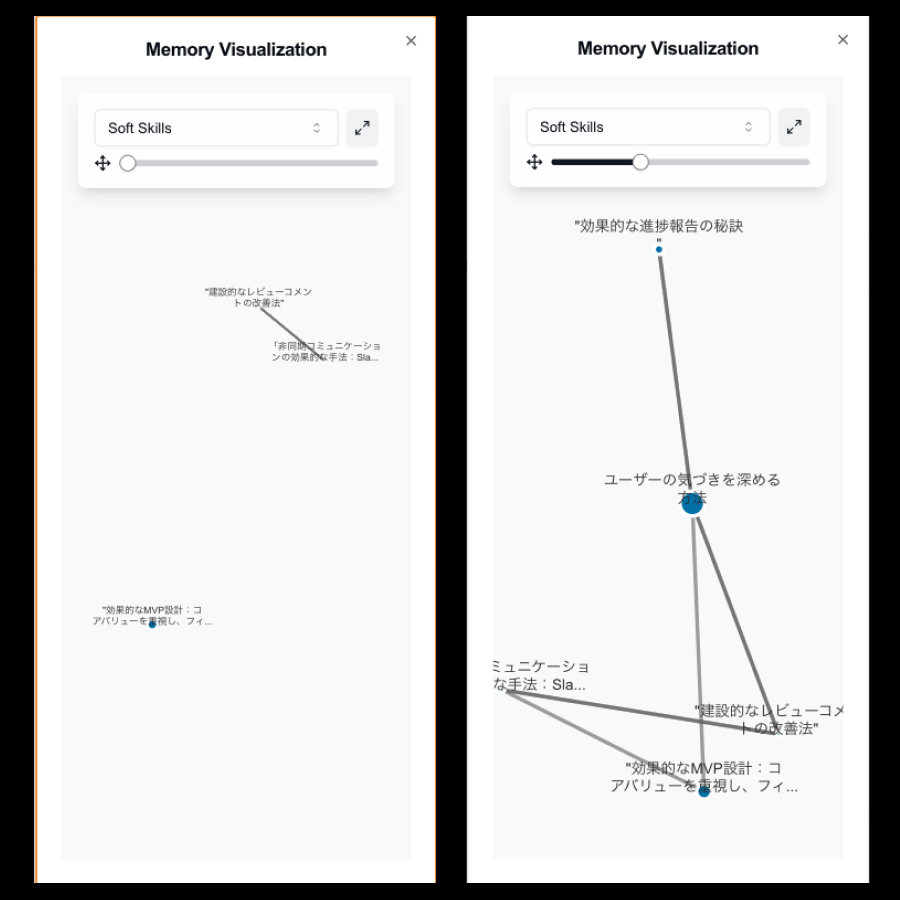 Memory Visualization
Soft Skills
"建設的なレビューコメン
トの改善法"
「非同期コミュニケーショ
ンの効果的な手法：Sla...
"効果的なMVP設計：コ
アバリューを重視し、フィ...
Memory Visualization
Soft Skills
"効果的な進捗報告の秘訣
"
ユーザーの気づきを深める
方法
ミュニケーショ
な手法：Sla...
"建設的なレビューコメ
トの改善法"
"効果的なMVP設計：コ
アバリューを重視し、フィ...